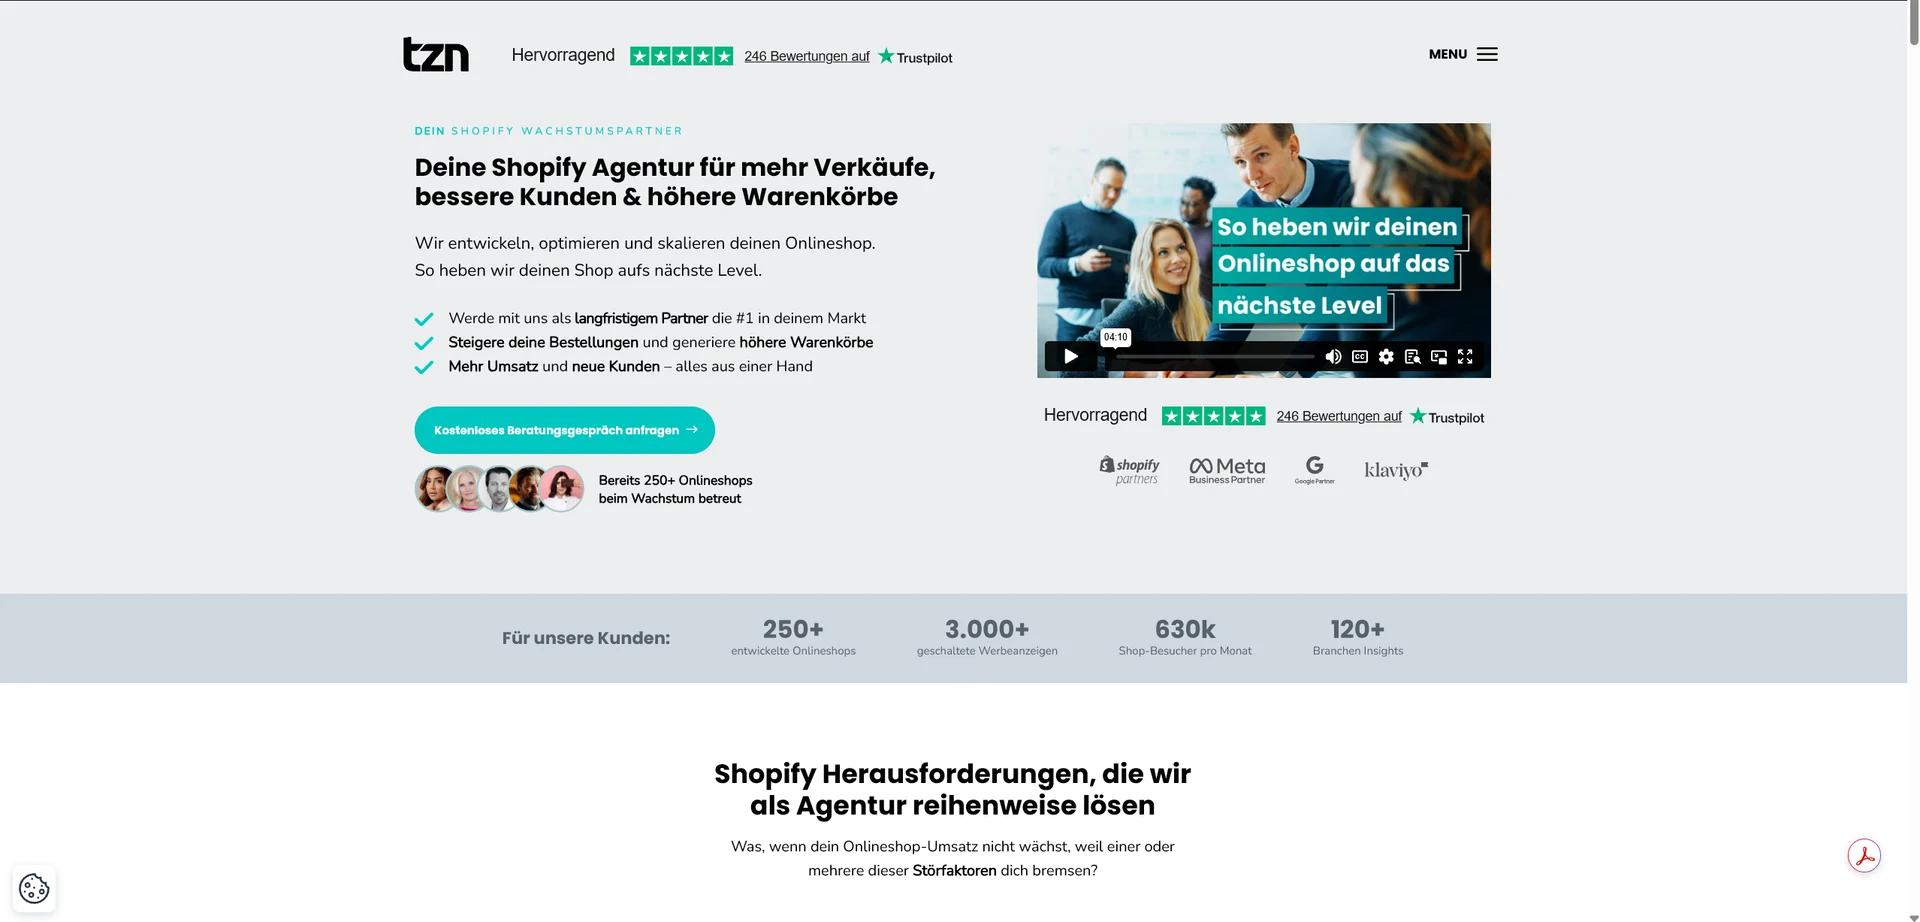 tzn
Hervorragend 246 Bewertungen auf Trustpilot
MENU
DEIN SHOPIFY WACHSTUMSPARTNER
Deine Shopify Agentur für mehr Verkäufe,
bessere Kunden & höhere Warenkörbe
Wir entwickeln, optimieren und skalieren deinen Onlineshop.
So heben wir deinen Shop aufs nächste Level.
Werde mit uns als langfristigem Partner die #1 in deinem Markt
Steigere deine Bestellungen und generiere höhere Warenkörbe
Mehr Umsatz und neue Kunden – alles aus einer Hand
Kostenloses Beratungsgespräch anfragen →
Bereits 250+ Onlineshops
beim Wachstum betreut
So heben wir deinen
Onlineshop auf das
nächste Level
04:10
CC
Hervorragend 246 Bewertungen auf Trustpilot
shopify partners
Meta Business Partner
Google Partner
klaviyo
Für unsere Kunden:
250+
entwickelte Onlineshops
3.000+
geschaltete Werbeanzeigen
630k
Shop-Besucher pro Monat
120+
Branchen Insights
Shopify Herausforderungen, die wir
als Agentur reihenweise lösen
Was, wenn dein Onlineshop-Umsatz nicht wächst, weil einer oder
mehrere dieser Störfaktoren dich bremsen?